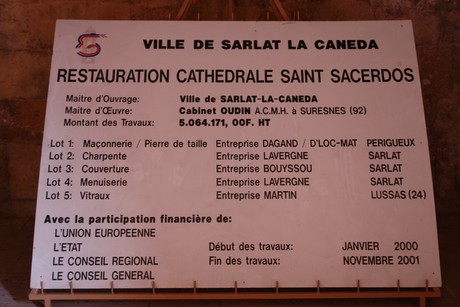 VILLE DE SARLAT LA CANEDA
RESTAURATION CATHEDRALE SAINT SACERDOS
Maitre d'Ouvrage: Ville de SARLAT-LA-CANEDA
Maitre d'Œuvre: Cabinet OUDIN A.C.M.H. à SURESNES (92)
Montant des Travaux: 5.064.171, 00F. HT
Lot 1: Maçonnerie / Pierre de taille Entreprise DAGAND / D'LOC-MAT PERIGUEUX
Lot 2: Charpente Entreprise LAVERGNE SARLAT
Lot 3: Couverture Entreprise BOUYSSOU SARLAT
Lot 4: Menuiserie Entreprise LAVERGNE SARLAT
Lot 5: Vitraux Entreprise MARTIN LUSSAS (24)
Avec la participation financière de:
L'UNION EUROPEENNE
L'ETAT Début des travaux: JANVIER 2000
LE CONSEIL REGIONAL Fin des travaux: NOVEMBRE 2001
LE CONSEIL GENERAL